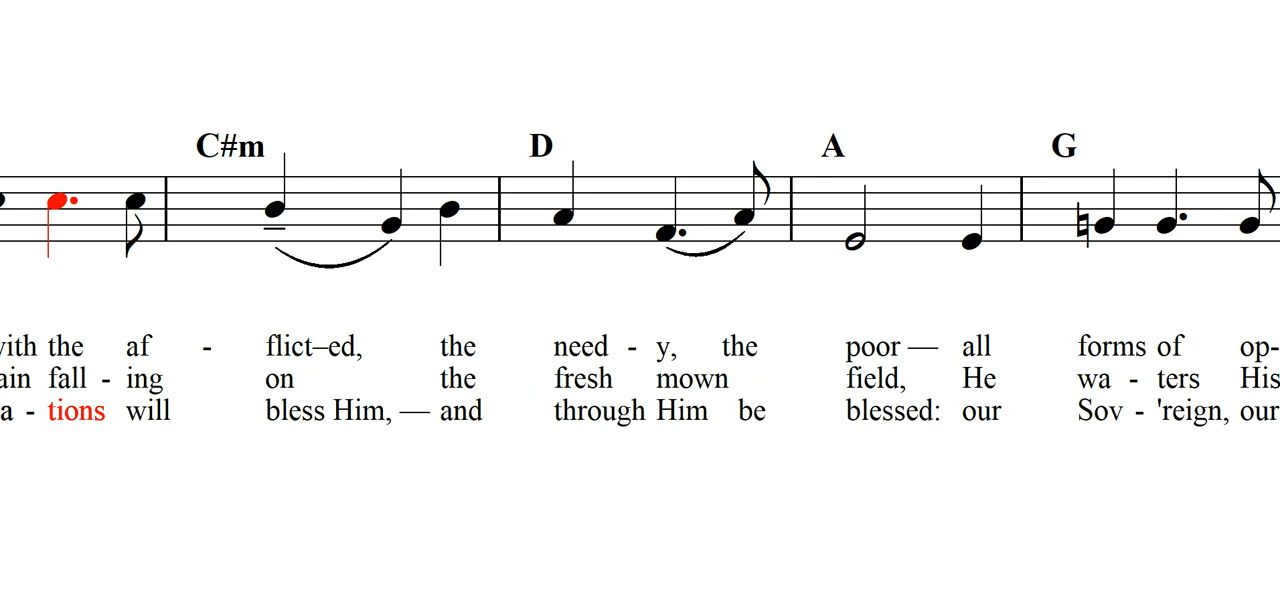 C#m D A G
with the af - flict–ed, the need - y, the poor — all forms of op-
ain fall - ing on the fresh mown field, He wa - ters His
a - tions will bless Him, — and through Him be blessed: our Sov - 'reign, our